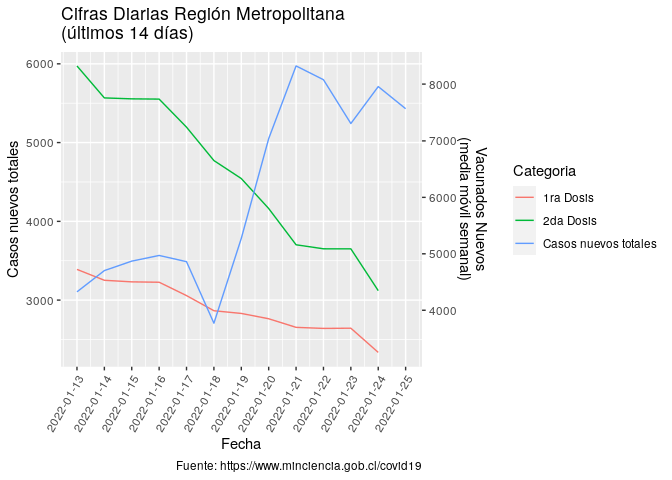 Cifras Diarias Región Metropolitana
(últimos 14 días)
Casos nuevos totales
6000
5000
4000
3000
8000
7000
6000
5000
4000
Vacunados Nuevos
(media móvil semanal)
2022-01-13
2022-01-14
2022-01-15
2022-01-16
2022-01-17
2022-01-18
2022-01-19
2022-01-20
2022-01-21
2022-01-22
2022-01-23
2022-01-24
2022-01-25
Fecha
Categoria
1ra Dosis
2da Dosis
Casos nuevos totales
Fuente: https://www.minciencia.gob.cl/covid19